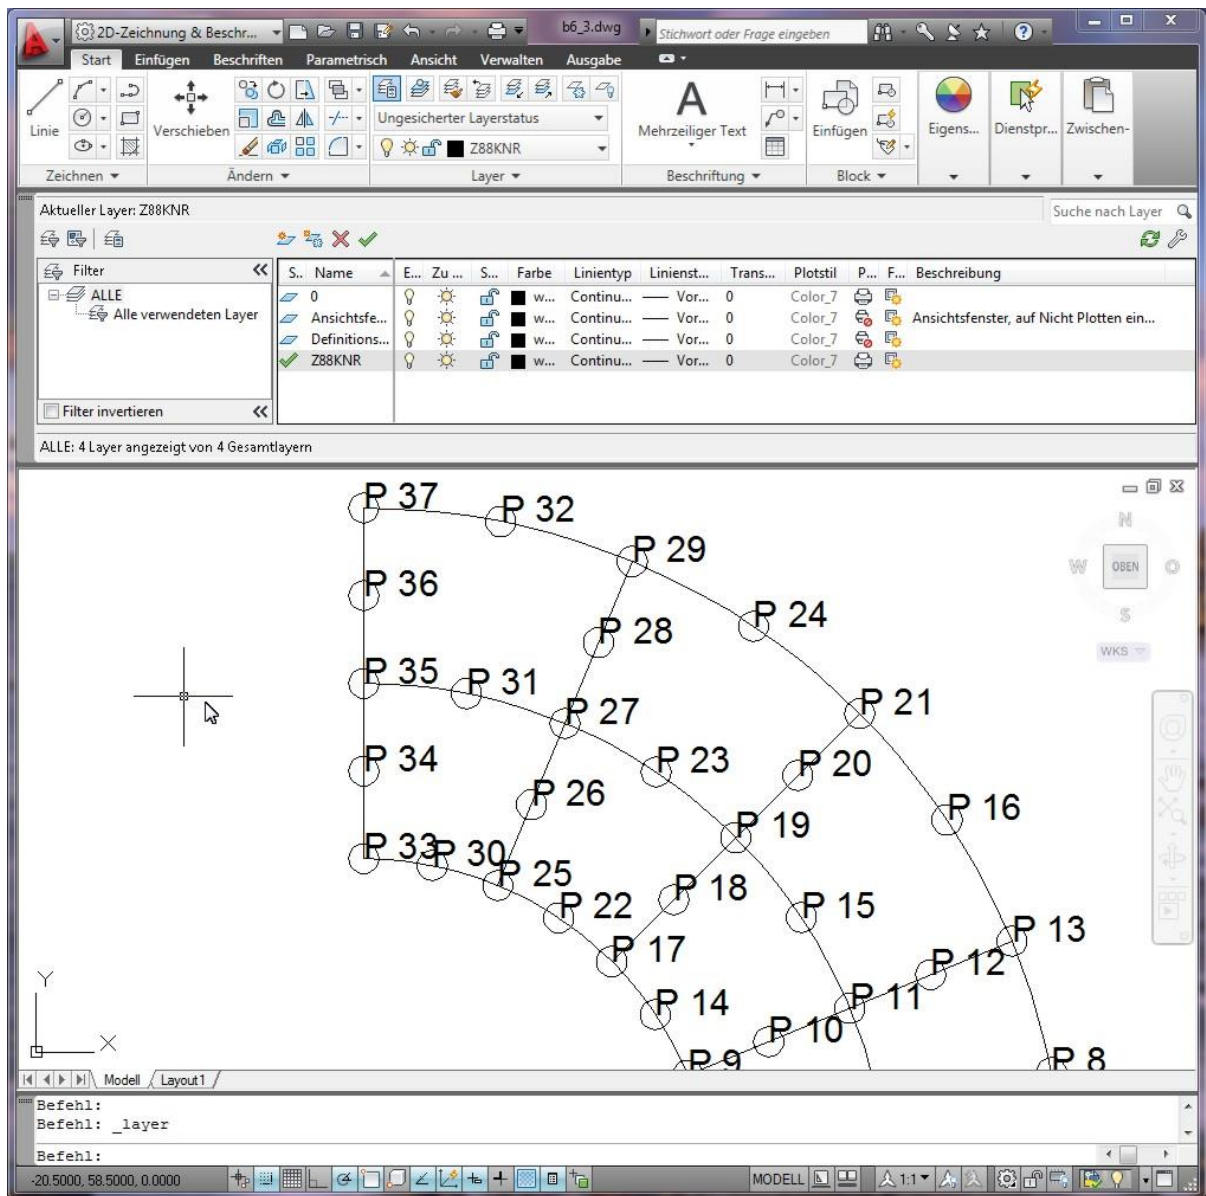 2D-Zeichnung & Beschr... b6_3.dwg Stichwort oder Frage eingeben ? X
Start Einfügen Beschriften Parametrisch Ansicht Verwalten Ausgabe
Linie Verschieben Ungesicherter Layerstatus A Mehrzeiliger Text Einfügen Eigens... Dienstpr... Zwischen-
Z88KNR
Zeichnen Ändern Layer Beschriftung Block
Aktueller Layer: Z88KNR Suche nach Layer
Filter S.. Name E... Zu ... S... Farbe Linientyp Linienst... Trans... Plotstil P... F... Beschreibung
ALLE 0 w... Continu... Vor... 0 Color_7
Alle verwendeten Layer Ansichtsfe... w... Continu... Vor... 0 Color_7 Ansichtsfenster, auf Nicht Plotten ein...
Definitions... w... Continu... Vor... 0 Color_7
Z88KNR w... Continu... Vor... 0 Color_7
Filter invertieren
ALLE: 4 Layer angezeigt von 4 Gesamtlayern
P 37
P 32
P 29
N
P 36
W OBEN O
P 24
S
P 28
WKS
P 35
P 31
P 27
P 21
P 34
P 23
P 20
P 26
P 19
P 16
P 33
P 30
P 25
P 18
P 22
P 15
P 17
P 13
P 12
P 14
P 11
P 10
P 9
P 8
Y
X
Modell Layout1
Befehl:
Befehl: _layer
Befehl:
-20.5000, 58.5000, 0.0000 MODELL 1:1